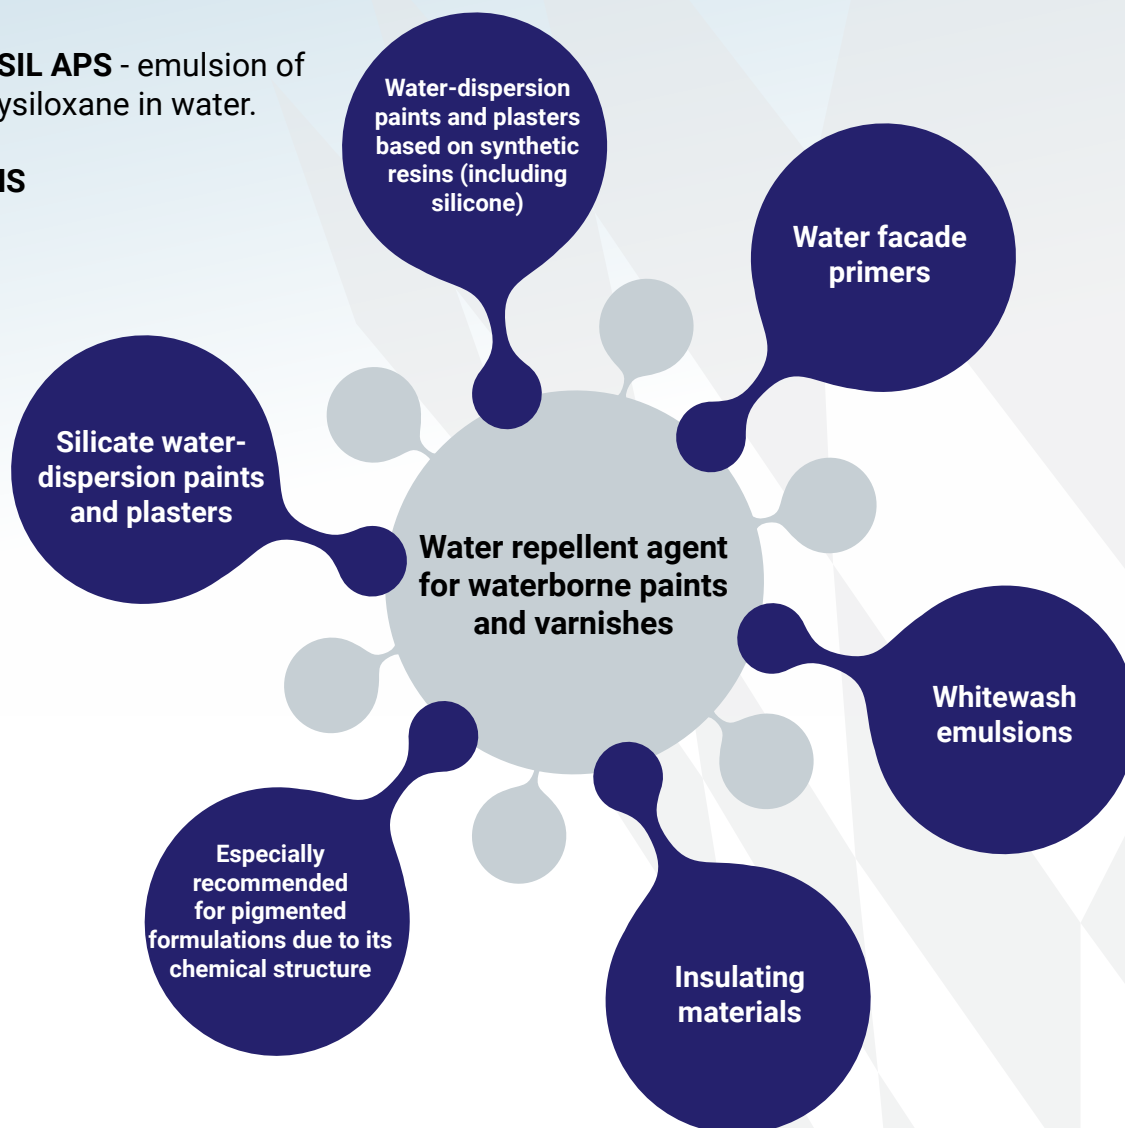 SIL APS - emulsion of
ysiloxane in water.
IS
Water-dispersion
paints and plasters
based on synthetic
resins (including
silicone)
Water facade
primers
Silicate water-
dispersion paints
and plasters
Water repellent agent
for waterborne paints
and varnishes
Whitewash
emulsions
Especially
recommended
for pigmented
formulations due to its
chemical structure
Insulating
materials